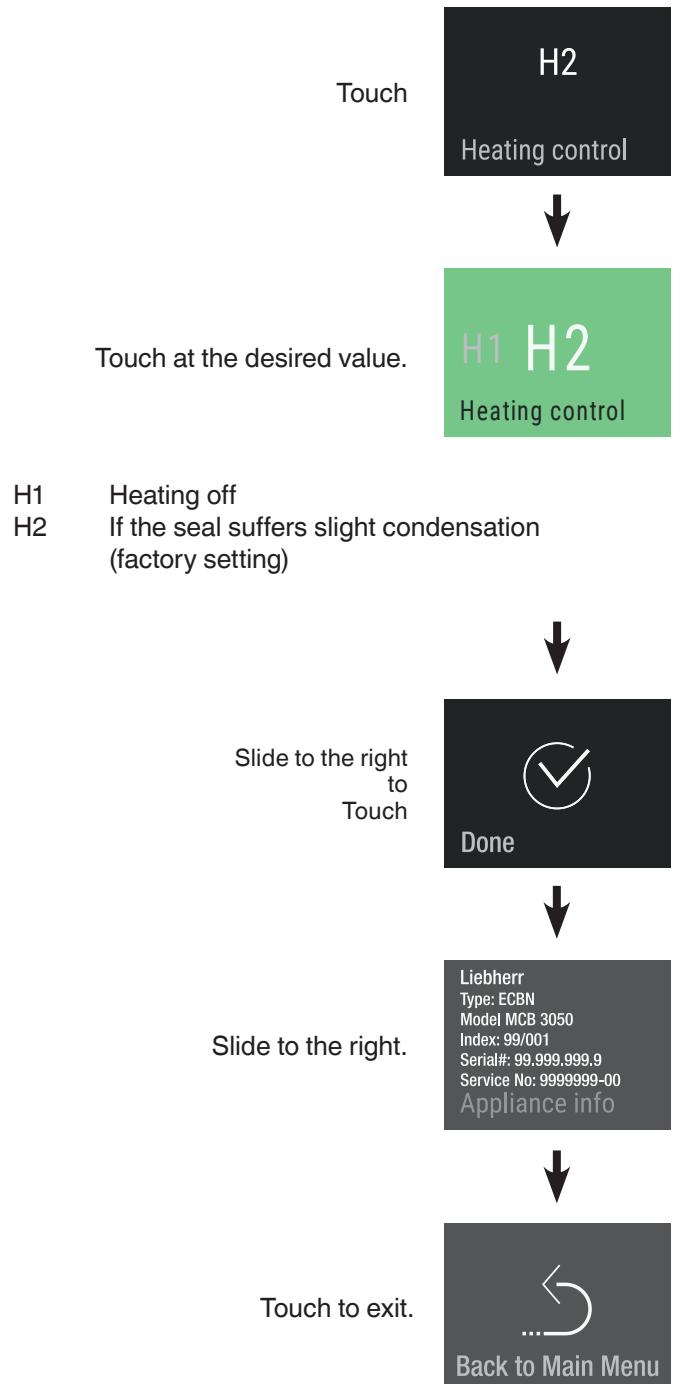 Touch
H2
Heating control
Touch at the desired value.
H1 H2
Heating control
H1 Heating off
H2 If the seal suffers slight condensation
(factory setting)
Slide to the right
to
Touch
Done
Slide to the right.
Liebherr
Type: ECBN
Model MCB 3050
Index: 99/001
Serial#: 99.999.999.9
Service No: 9999999-00
Appliance info
Touch to exit.
Back to Main Menu